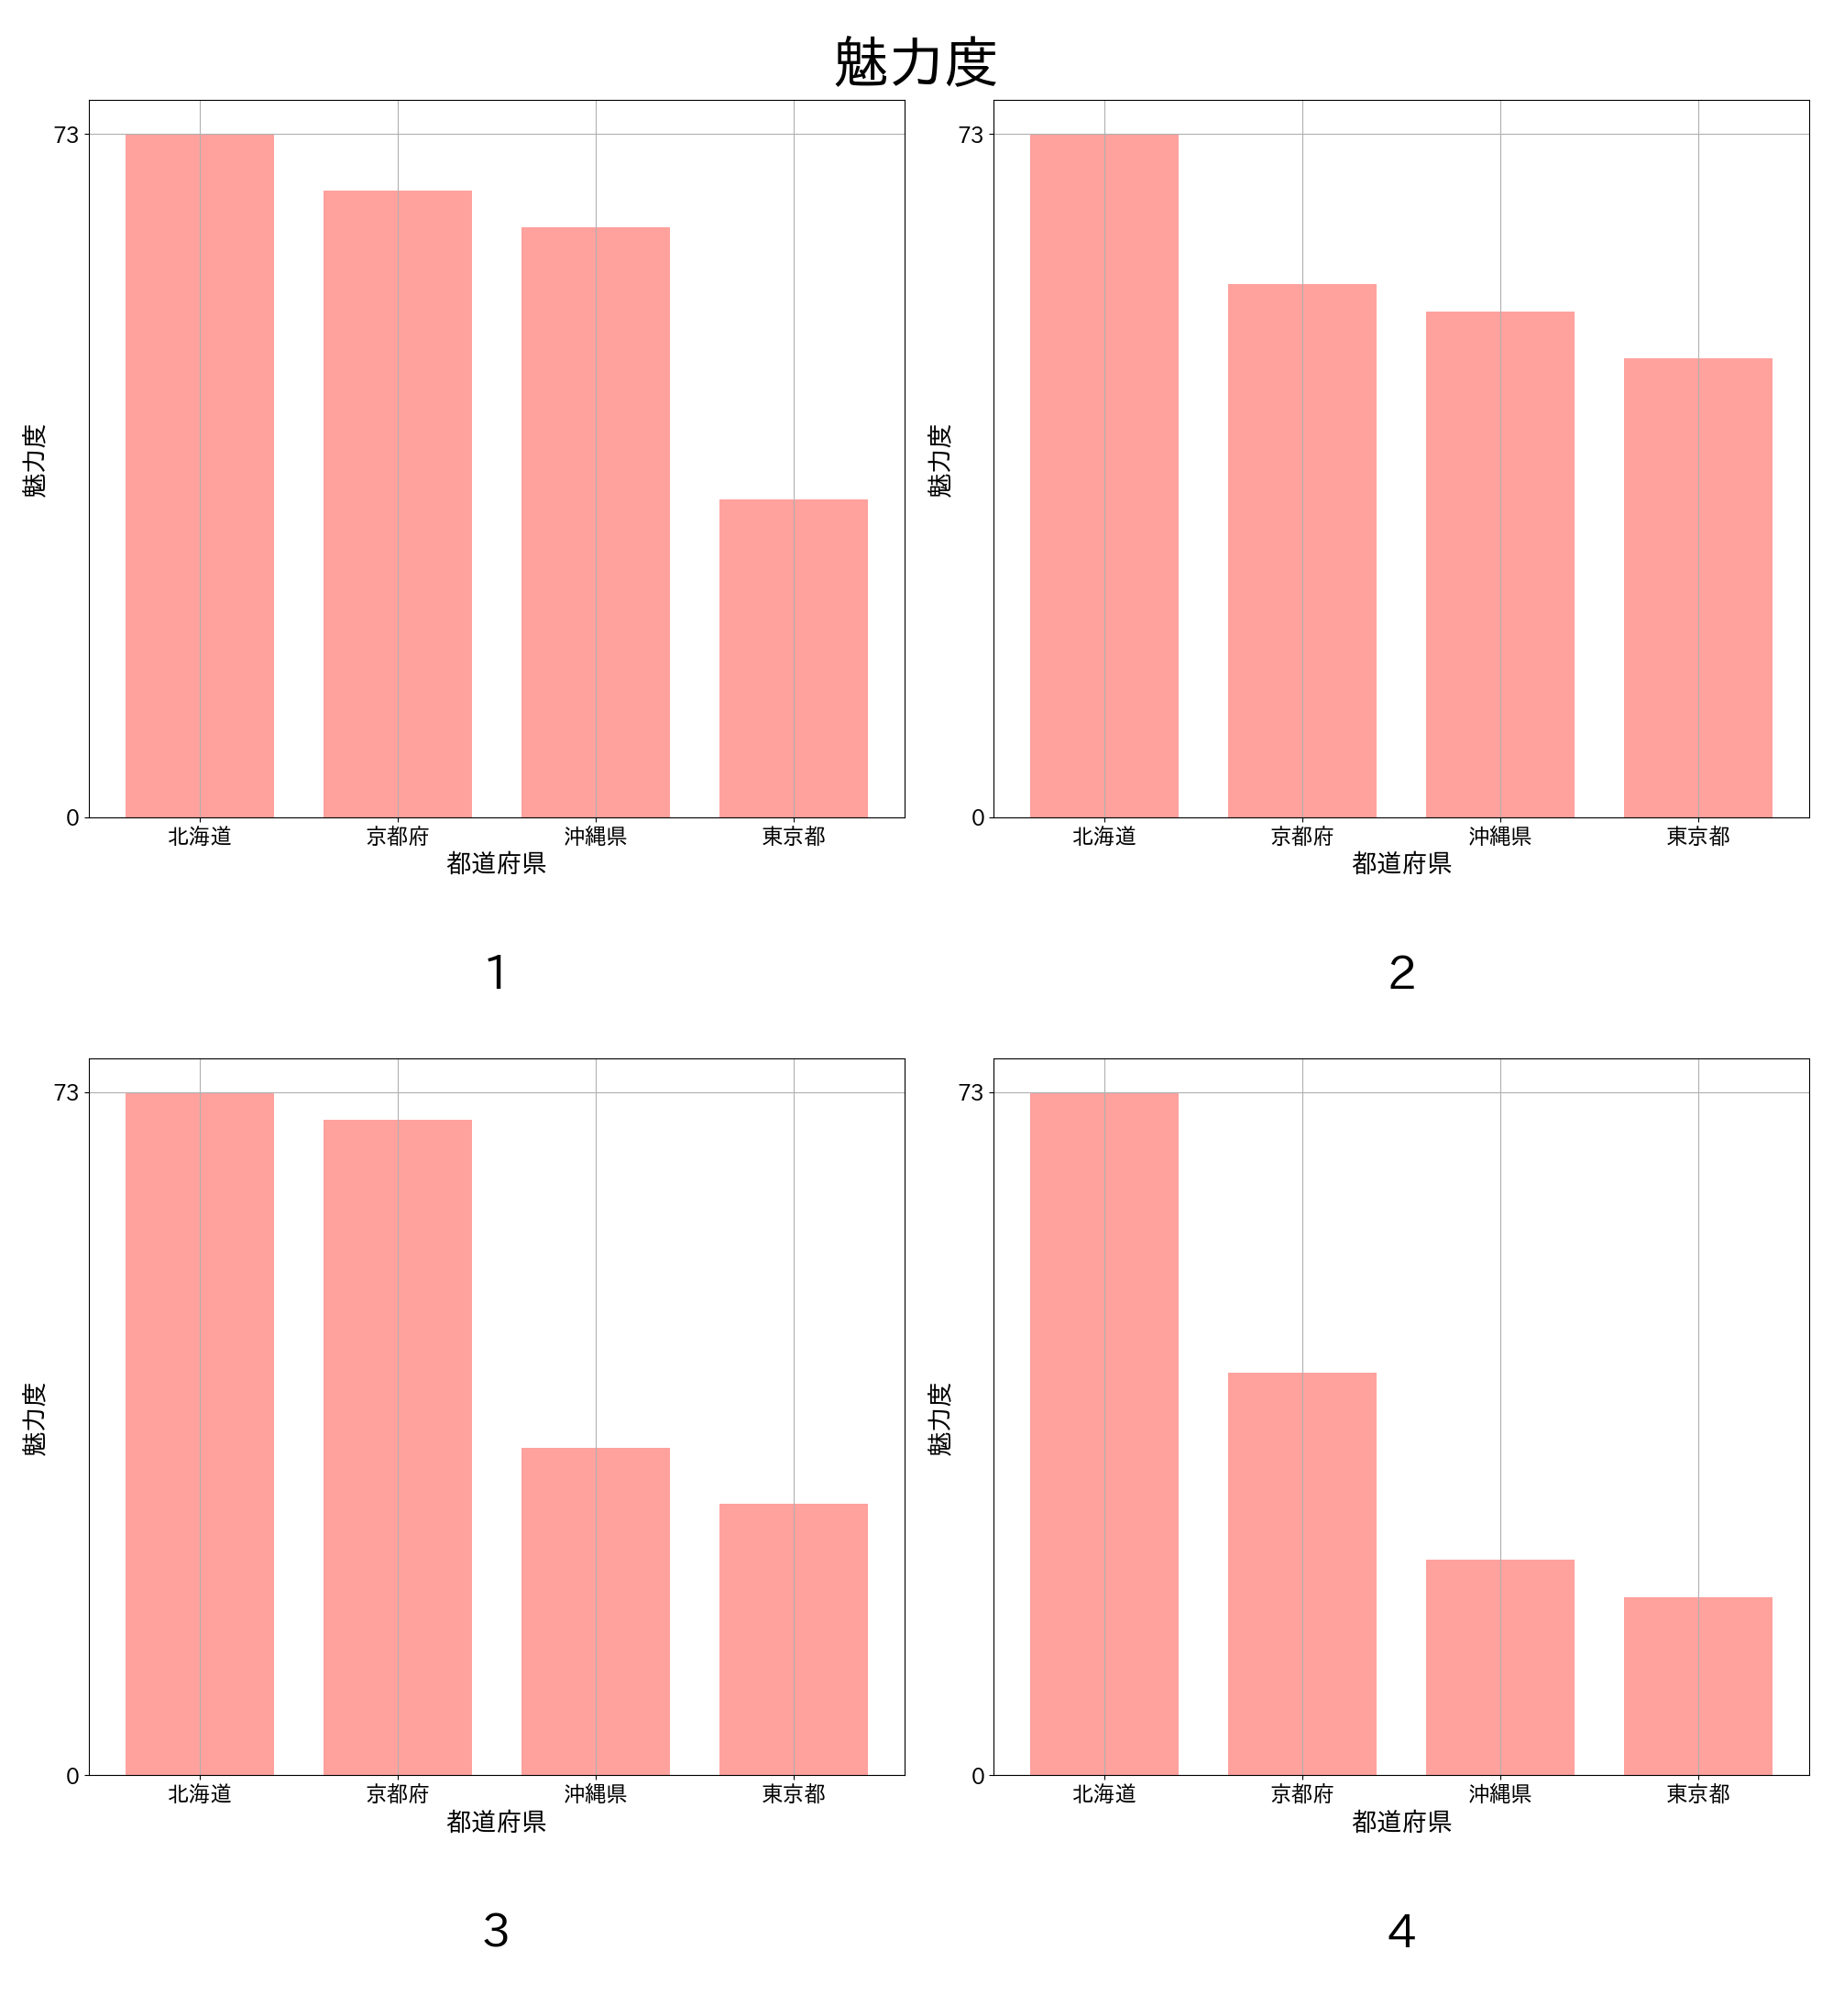 魅力度
73
魅力度
0
北海道 京都府 沖縄県 東京都
都道府県
1
73
魅力度
0
北海道 京都府 沖縄県 東京都
都道府県
2
73
魅力度
0
北海道 京都府 沖縄県 東京都
都道府県
3
73
魅力度
0
北海道 京都府 沖縄県 東京都
都道府県
4